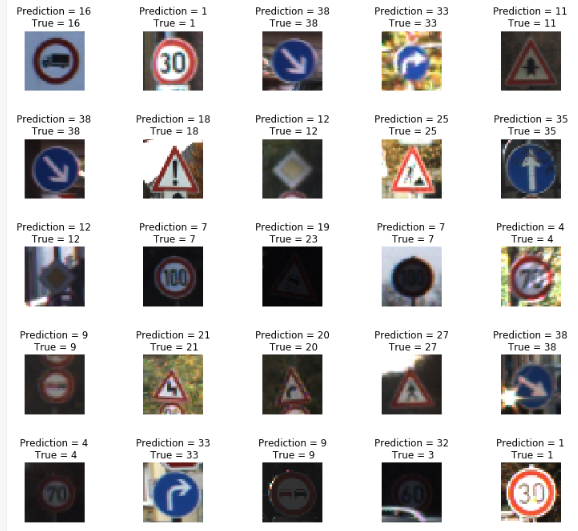 Prediction = 16
True = 16
Prediction = 1
True = 1
30
Prediction = 38
True = 38
Prediction = 33
True = 33
Prediction = 11
True = 11
Prediction = 38
True = 38
Prediction = 18
True = 18
Prediction = 12
True = 12
Prediction = 25
True = 25
Prediction = 35
True = 35
Prediction = 12
True = 12
Prediction = 7
True = 7
100
Prediction = 19
True = 23
Prediction = 7
True = 7
100
Prediction = 4
True = 4
70
Prediction = 9
True = 9
Prediction = 21
True = 21
Prediction = 20
True = 20
Prediction = 27
True = 27
Prediction = 38
True = 38
Prediction = 4
True = 4
70
Prediction = 33
True = 33
Prediction = 9
True = 9
Prediction = 32
True = 3
60
Prediction = 1
True = 1
30